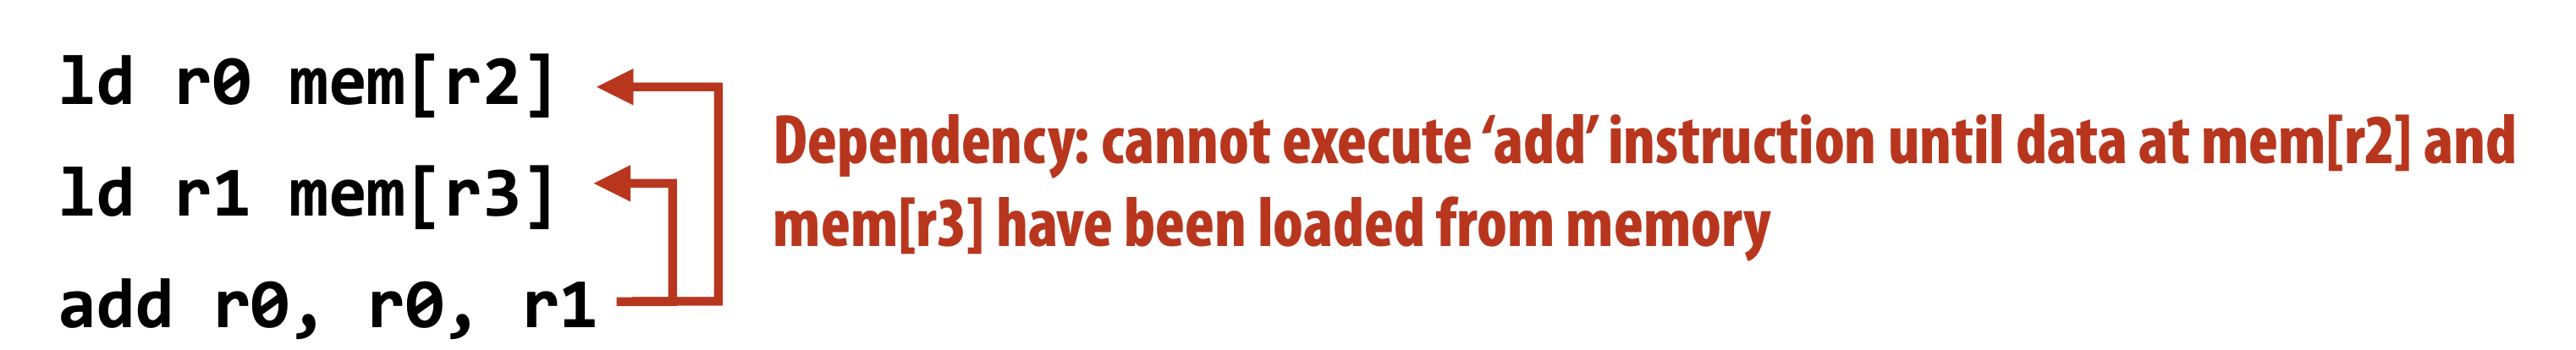 ld r0 mem[r2]
ld r1 mem[r3]
add r0, r0, r1
Dependency: cannot execute ‘add’ instruction until data at mem[r2] and
mem[r3] have been loaded from memory